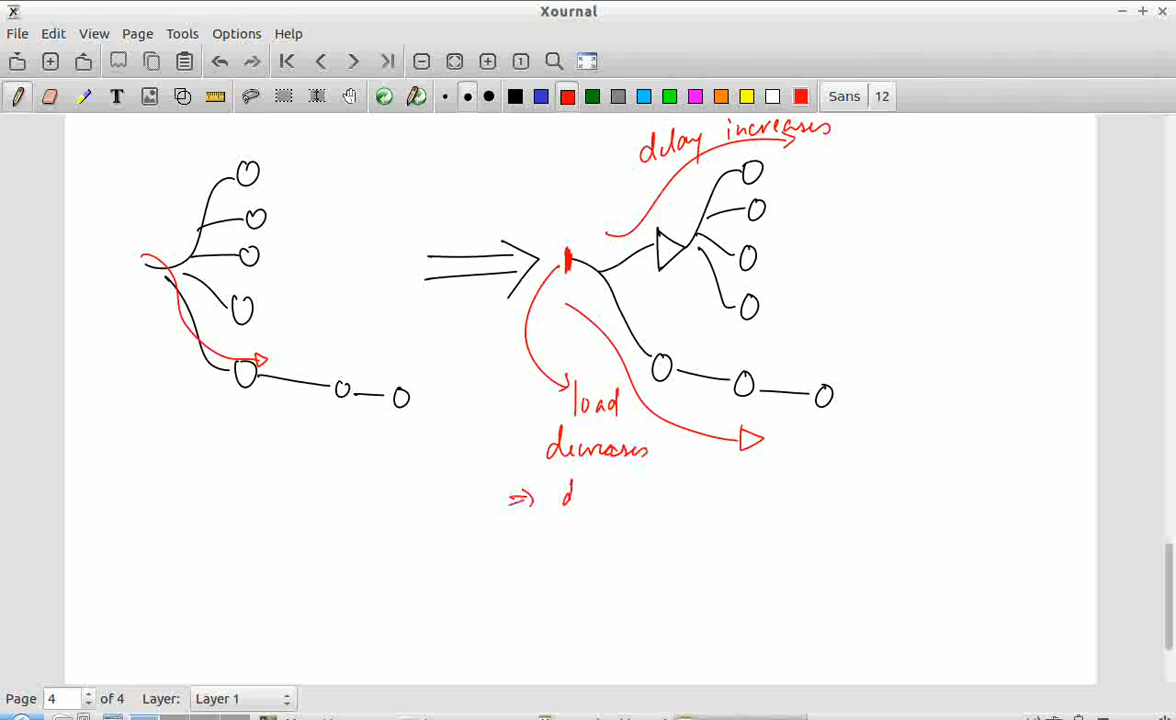 Xournal
File Edit View Page Tools Options Help
Sans 12
delay increases
load
decreases
⇒ d
Page 4 of 4 Layer: Layer 1